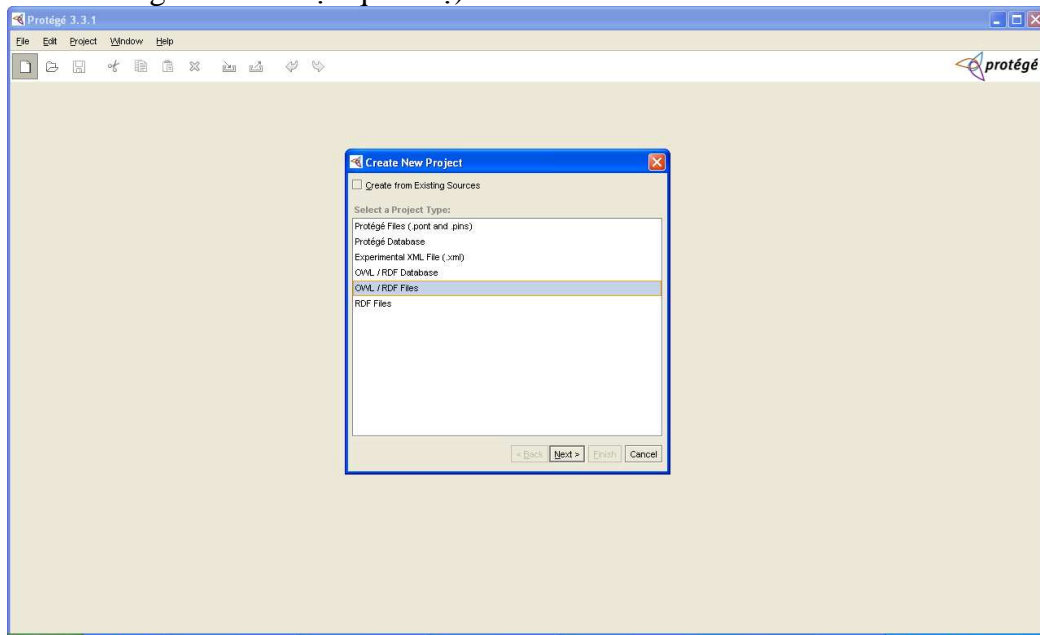 Protégé 3.3.1
File Edit Project Window Help
protégé
Create New Project
Create from Existing Sources
Select a Project Type:
Protégé Files (.pont and .pins)
Protégé Database
Experimental XML File (.xml)
OWL / RDF Database
OWL / RDF Files
RDF Files
< Back Next > Finish Cancel